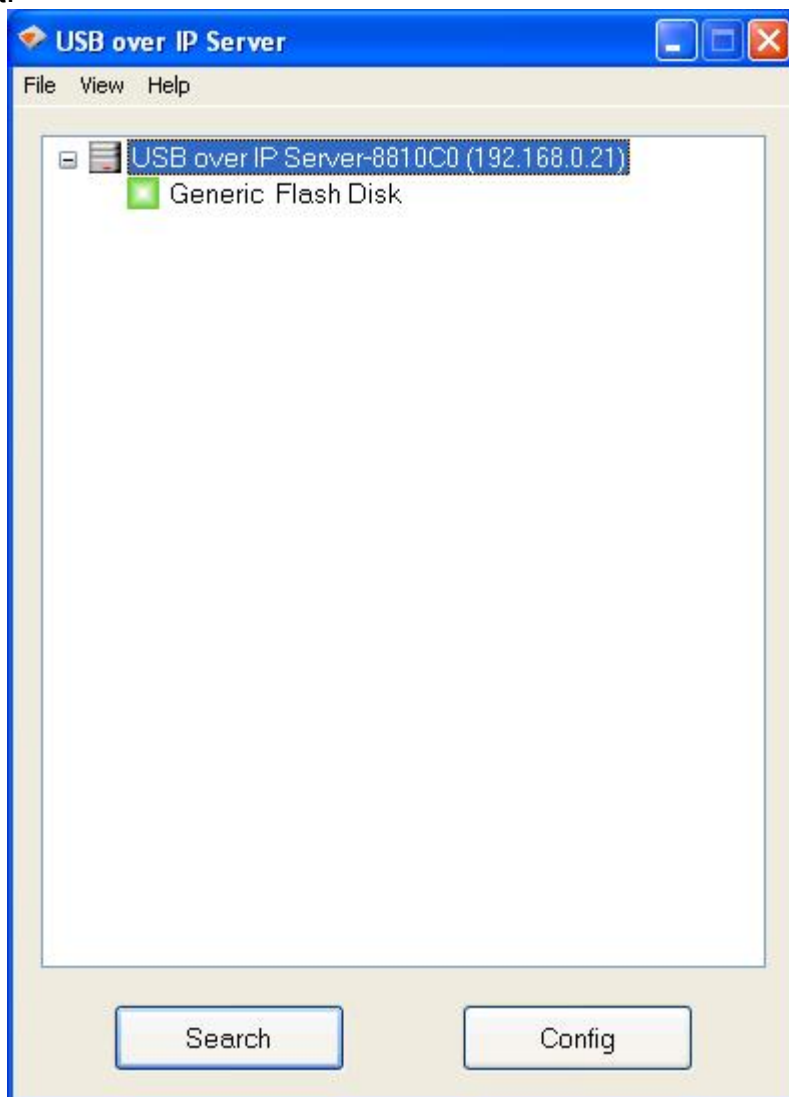 USB over IP Server
File View Help
USB over IP Server-8810C0 (192.168.0.21)
Generic Flash Disk
Search Config